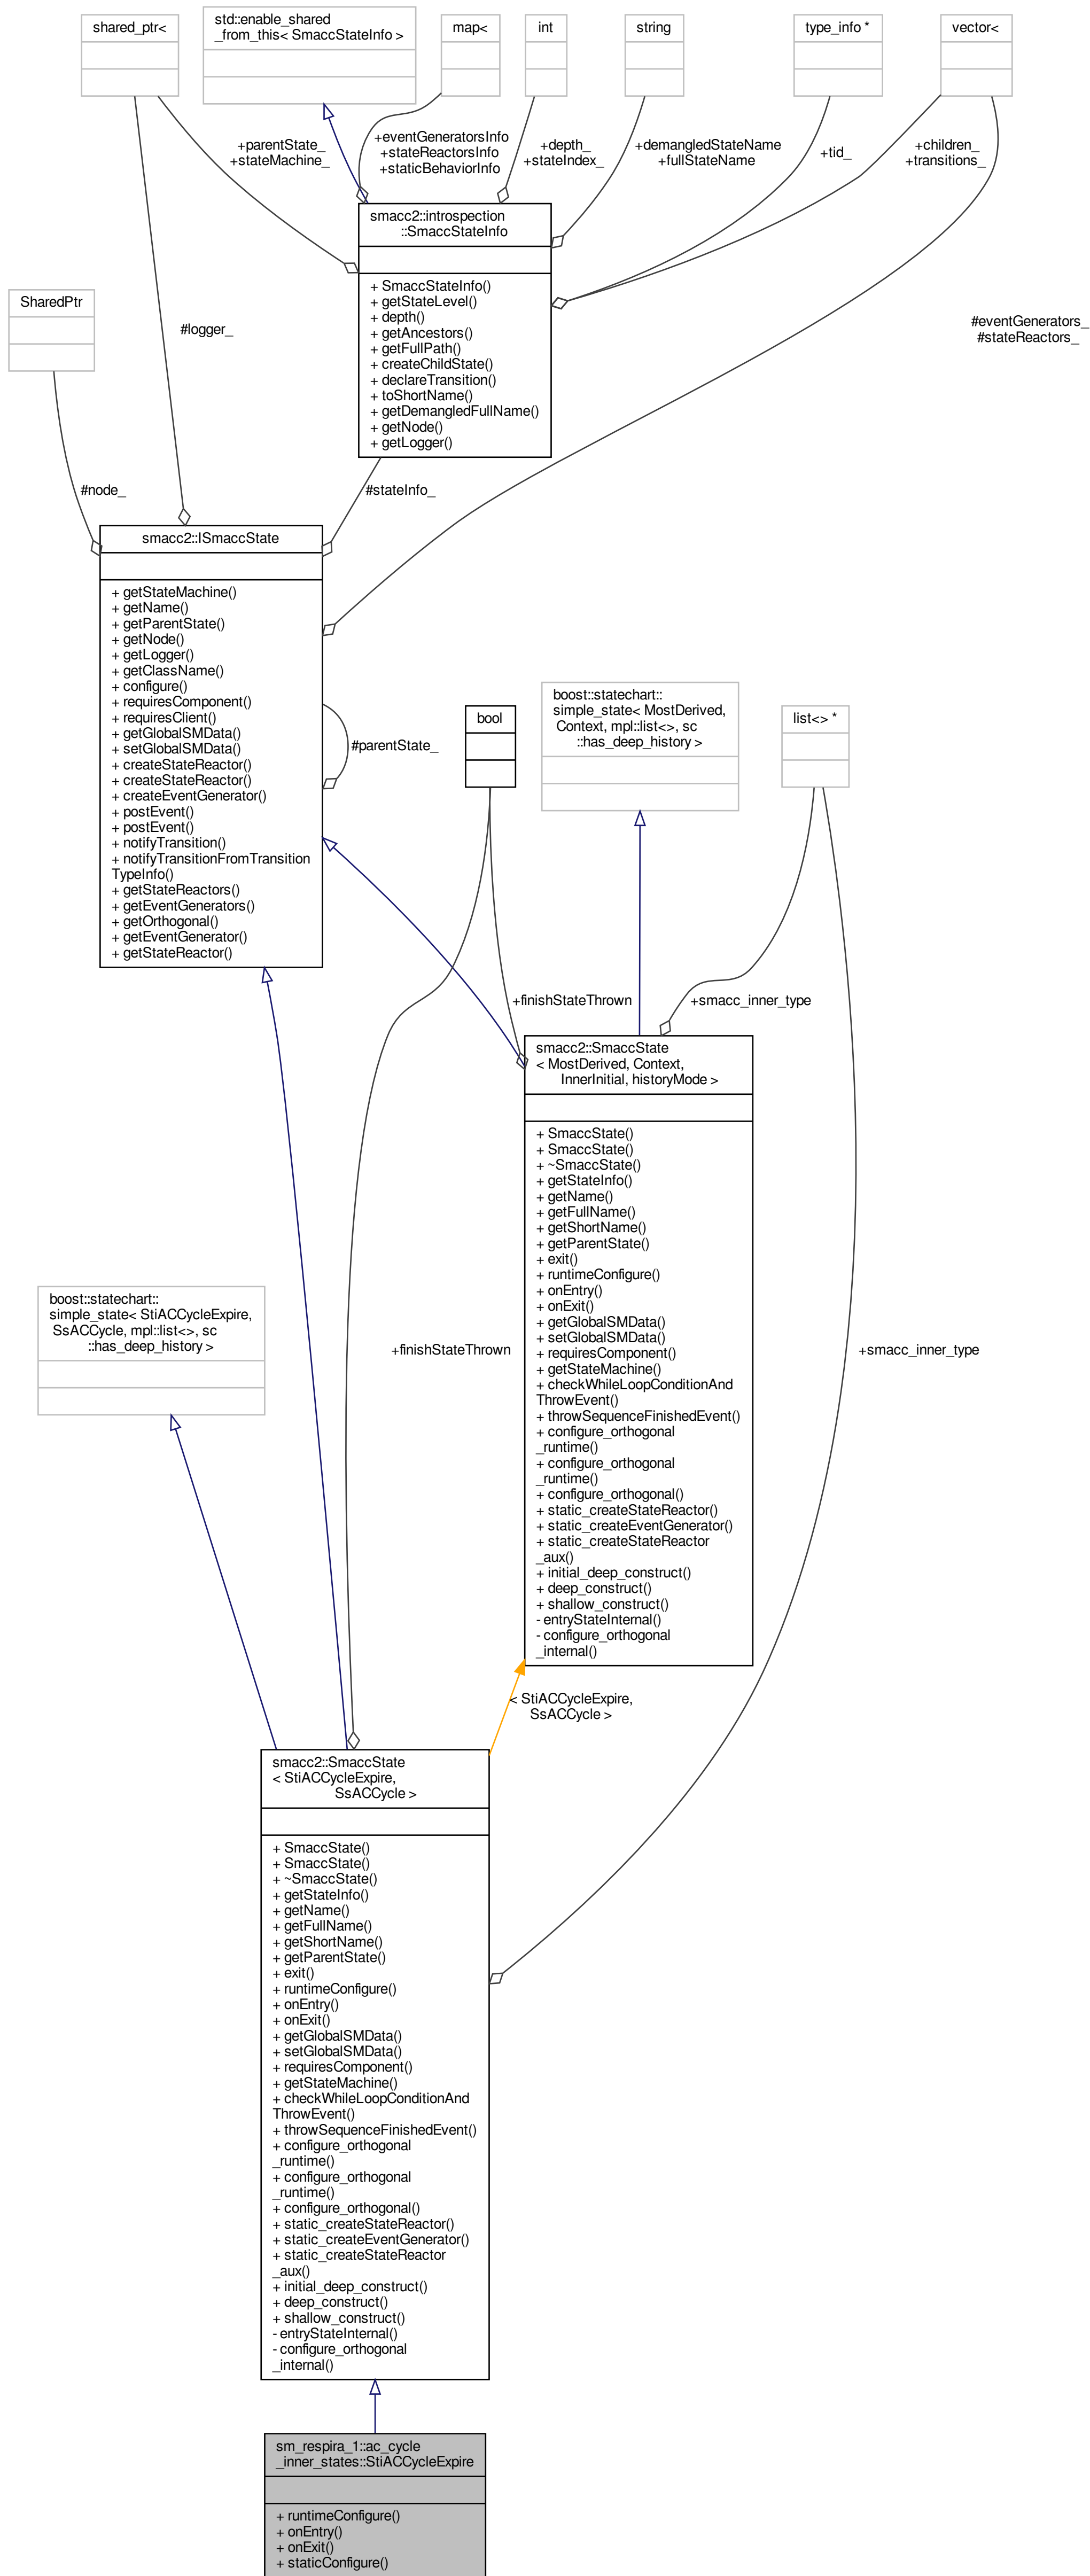 shared_ptr<
std::enable_shared
_from_this< SmaccStateInfo >
map<
int
string
type_info *
vector<
+parentState_
+stateMachine_
+eventGeneratorsInfo
+stateReactorsInfo
+staticBehaviorInfo
+depth_
+stateIndex_
+demangledStateName
+fullStateName
+tid_
+children_
+transitions_
smacc2::introspection
::SmaccStateInfo
+ SmaccStateInfo()
+ getStateLevel()
+ depth()
+ getAncestors()
+ getFullPath()
+ createChildState()
+ declareTransition()
+ toShortName()
+ getDemangledFullName()
+ getNode()
+ getLogger()
SharedPtr
#logger_
#eventGenerators_
#stateReactors_
#node_
#stateInfo_
smacc2::ISmaccState
+ getStateMachine()
+ getName()
+ getParentState()
+ getNode()
+ getLogger()
+ getClassName()
+ configure()
+ requiresComponent()
+ requiresClient()
+ getGlobalSMData()
+ setGlobalSMData()
+ createStateReactor()
+ createStateReactor()
+ createEventGenerator()
+ postEvent()
+ postEvent()
+ notifyTransition()
+ notifyTransitionFromTransition
TypeInfo()
+ getStateReactors()
+ getEventGenerators()
+ getOrthogonal()
+ getEventGenerator()
+ getStateReactor()
#parentState_
bool
boost::statechart::
simple_state< MostDerived,
Context, mpl::list<>, sc
::has_deep_history >
list<> *
+finishStateThrown
+smacc_inner_type
smacc2::SmaccState
< MostDerived, Context,
InnerInitial, historyMode >
+ SmaccState()
+ SmaccState()
+ ~SmaccState()
+ getStateInfo()
+ getName()
+ getFullName()
+ getShortName()
+ getParentState()
+ exit()
+ runtimeConfigure()
+ onEntry()
+ onExit()
+ getGlobalSMData()
+ setGlobalSMData()
+ requiresComponent()
+ getStateMachine()
+ checkWhileLoopConditionAnd
ThrowEvent()
+ throwSequenceFinishedEvent()
+ configure_orthogonal
_runtime()
+ configure_orthogonal
_runtime()
+ configure_orthogonal()
+ static_createStateReactor()
+ static_createEventGenerator()
+ static_createStateReactor
_aux()
+ initial_deep_construct()
+ deep_construct()
+ shallow_construct()
- entryStateInternal()
- configure_orthogonal
_internal()
boost::statechart::
simple_state< StiACCycleExpire,
SsACCycle, mpl::list<>, sc
::has_deep_history >
+finishStateThrown
+smacc_inner_type
< StiACCycleExpire,
SsACCycle >
smacc2::SmaccState
< StiACCycleExpire,
SsACCycle >
+ SmaccState()
+ SmaccState()
+ ~SmaccState()
+ getStateInfo()
+ getName()
+ getFullName()
+ getShortName()
+ getParentState()
+ exit()
+ runtimeConfigure()
+ onEntry()
+ onExit()
+ getGlobalSMData()
+ setGlobalSMData()
+ requiresComponent()
+ getStateMachine()
+ checkWhileLoopConditionAnd
ThrowEvent()
+ throwSequenceFinishedEvent()
+ configure_orthogonal
_runtime()
+ configure_orthogonal
_runtime()
+ configure_orthogonal()
+ static_createStateReactor()
+ static_createEventGenerator()
+ static_createStateReactor
_aux()
+ initial_deep_construct()
+ deep_construct()
+ shallow_construct()
- entryStateInternal()
- configure_orthogonal
_internal()
sm_respira_1::ac_cycle
_inner_states::StiACCycleExpire
+ runtimeConfigure()
+ onEntry()
+ onExit()
+ staticConfigure()